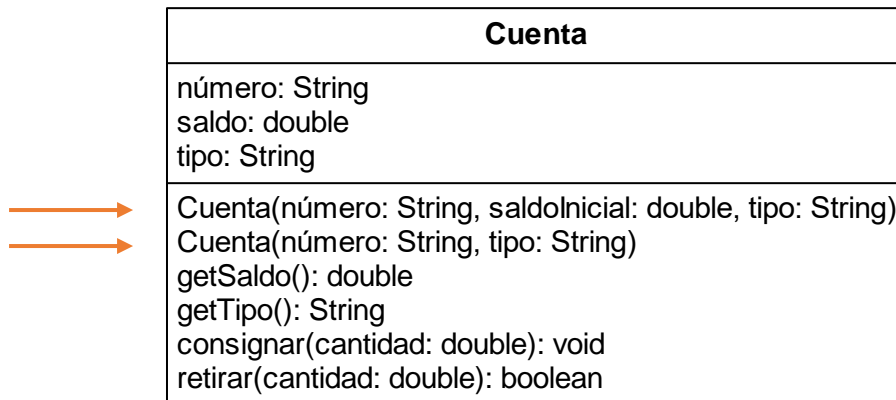 Cuenta
número: String
saldo: double
tipo: String
Cuenta(número: String, saldoInicial: double, tipo: String)
Cuenta(número: String, tipo: String)
getSaldo(): double
getTipo(): String
consignar(cantidad: double): void
retirar(cantidad: double): boolean